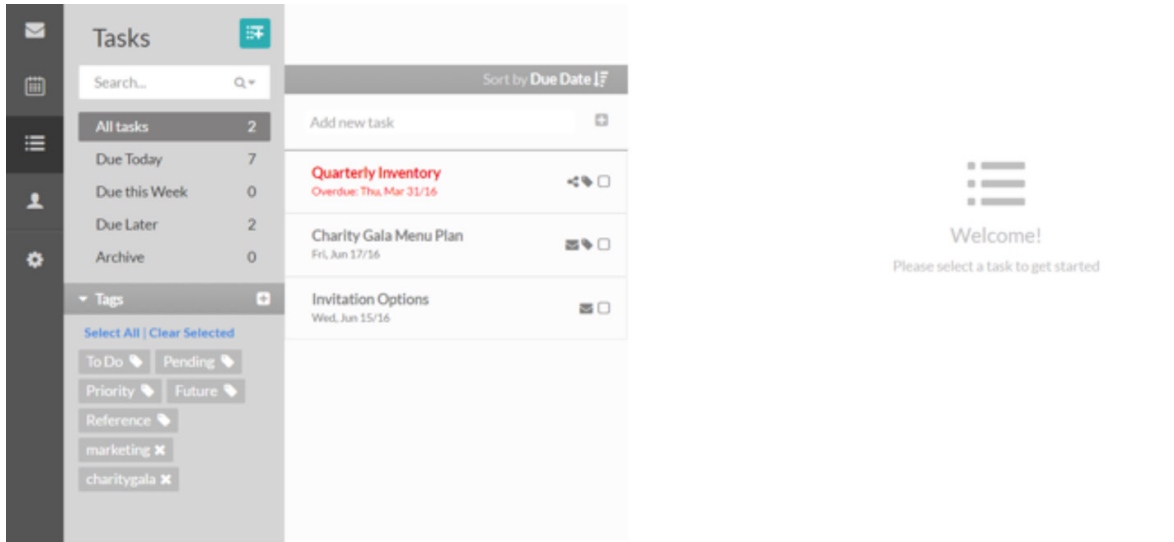 Tasks
Search...
All tasks 2
Due Today 7
Due this Week 0
Due Later 2
Archive 0
Tags
Select All | Clear Selected
To Do Pending
Priority Future
Reference
marketing
charitygala
Sort by Due Date
Add new task
Quarterly Inventory
Overdue: Thu, Mar 31/16
Charity Gala Menu Plan
Fri, Jun 17/16
Invitation Options
Wed, Jun 15/16
Welcome!
Please select a task to get started